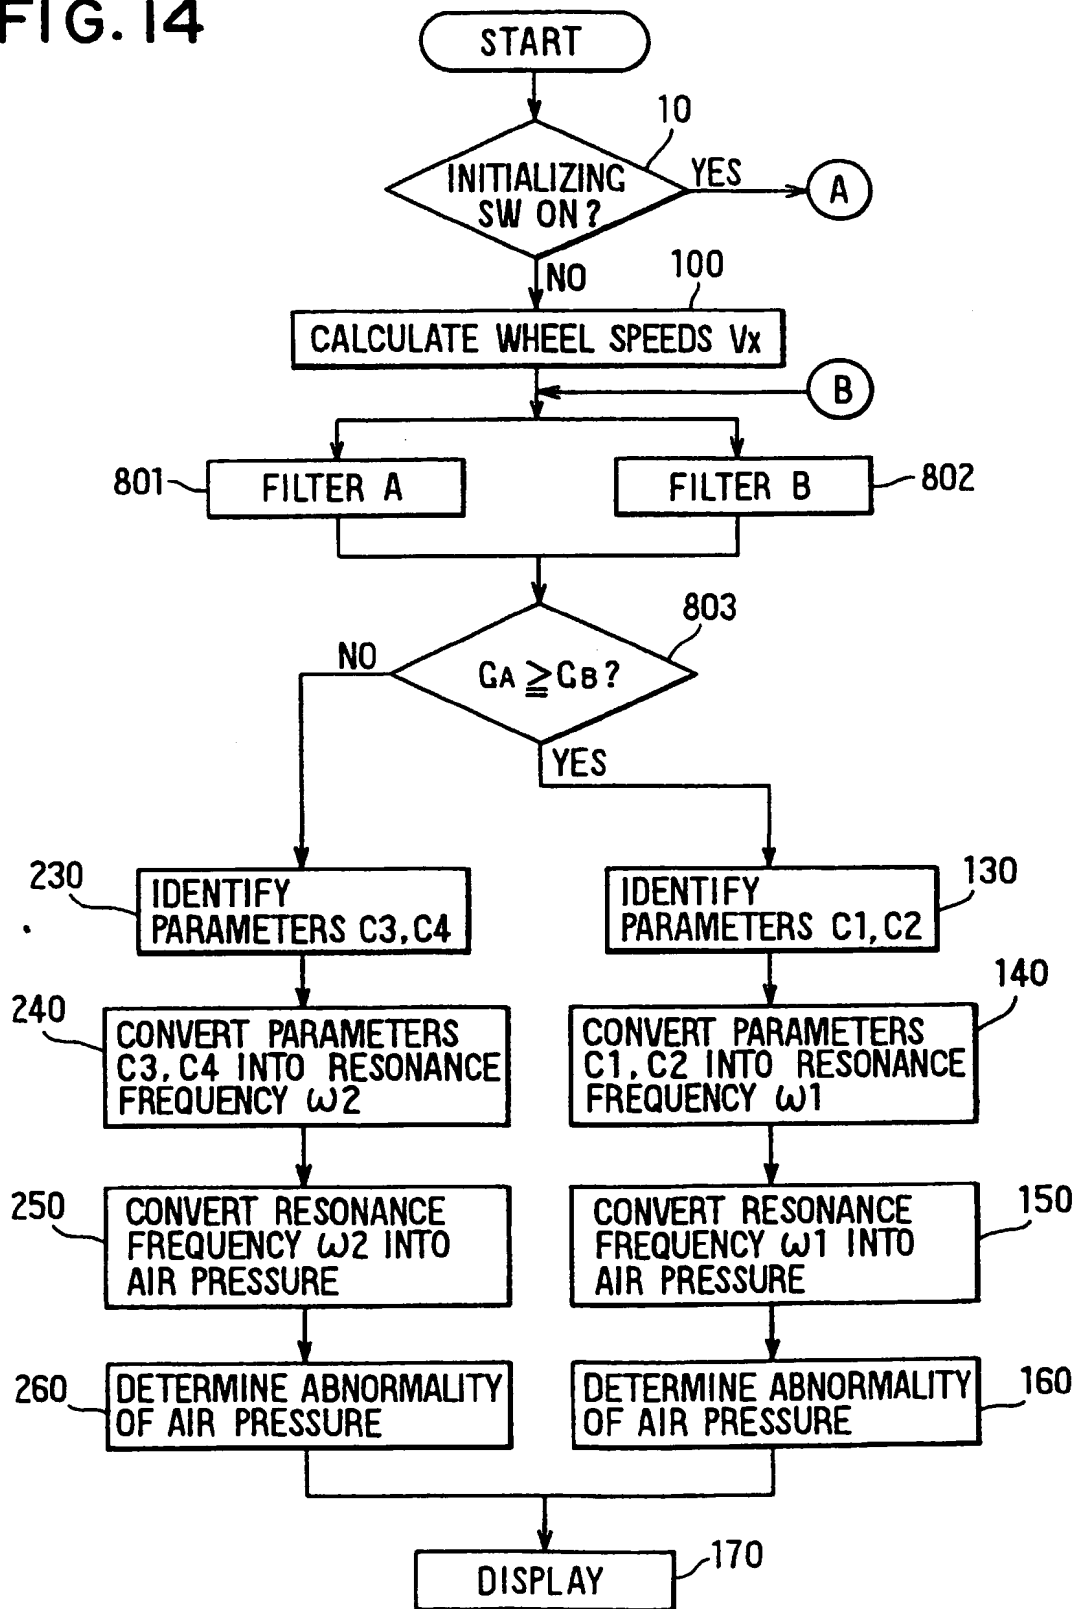 FIG. 14
START
10
INITIALIZING
SW ON?
YES
A
NO
100
CALCULATE WHEEL SPEEDS Vx
B
801
FILTER A
FILTER B
802
803
NO
GA ≧ GB?
YES
230
IDENTIFY
PARAMETERS C3, C4
130
IDENTIFY
PARAMETERS C1, C2
240
CONVERT PARAMETERS
C3, C4 INTO RESONANCE
FREQUENCY ω2
140
CONVERT PARAMETERS
C1, C2 INTO RESONANCE
FREQUENCY ω1
250
CONVERT RESONANCE
FREQUENCY ω2 INTO
AIR PRESSURE
150
CONVERT RESONANCE
FREQUENCY ω1 INTO
AIR PRESSURE
260
DETERMINE ABNORMALITY
OF AIR PRESSURE
160
DETERMINE ABNORMALITY
OF AIR PRESSURE
170
DISPLAY